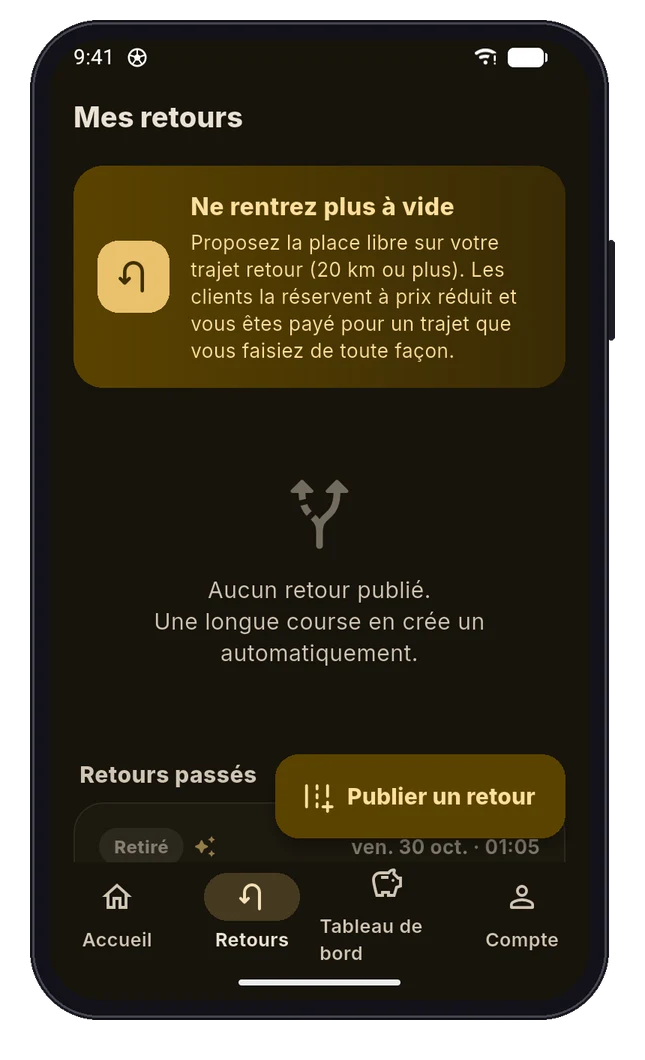 9:41
Mes retours
Ne rentrez plus à vide
Proposez la place libre sur votre
trajet retour (20 km ou plus). Les
clients la réservent à prix réduit et
vous êtes payé pour un trajet que
vous faisiez de toute façon.
Aucun retour publié.
Une longue course en crée un
automatiquement.
Retours passés
Publier un retour
Retiré
ven. 30 oct. · 01:05
Accueil
Retours
Tableau de
bord
Compte